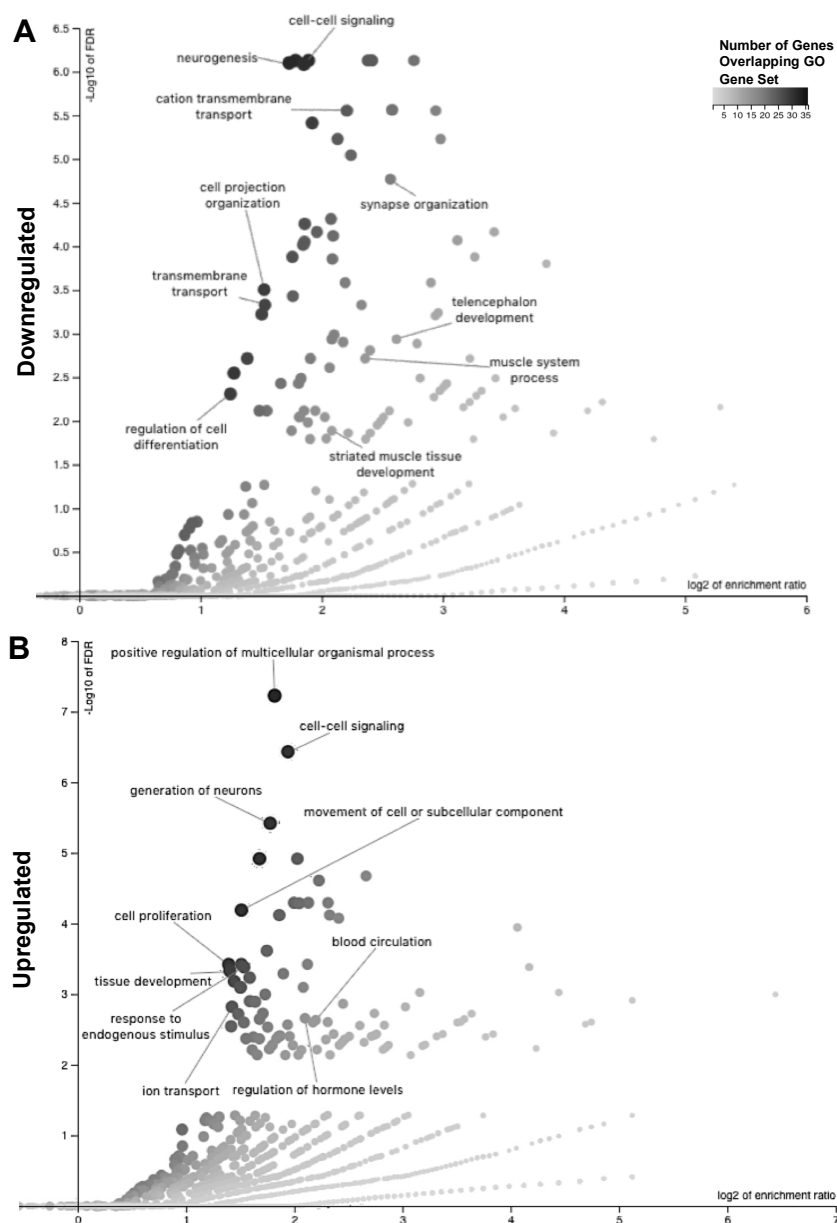 A
6.5
-Log10 of FDR
cell-cell signaling
neurogenesis
6.0
Number of Genes
Overlapping GO
Gene Set
5 10 15 20 25 30 35
5.5
cation transmembrane
transport
5.0
4.5
synapse organization
cell projection
organization
4.0
Downregulated
3.5
transmembrane
transport
telencephalon
development
3.0
muscle system
process
2.5
2.0
regulation of cell
differentiation
striated muscle tissue
development
1.5
1.0
0.5
log2 of enrichment ratio
0 1 2 3 4 5 6
B
8
-Log10 of FDR
positive regulation of multicellular organismal process
7
cell-cell signaling
6
generation of neurons
movement of cell or subcellular component
5
Upregulated
4
cell proliferation
blood circulation
tissue development
3
response to
endogenous stimulus
2
ion transport
regulation of hormone levels
1
log2 of enrichment ratio
0 1 2 3 4 5 6 7